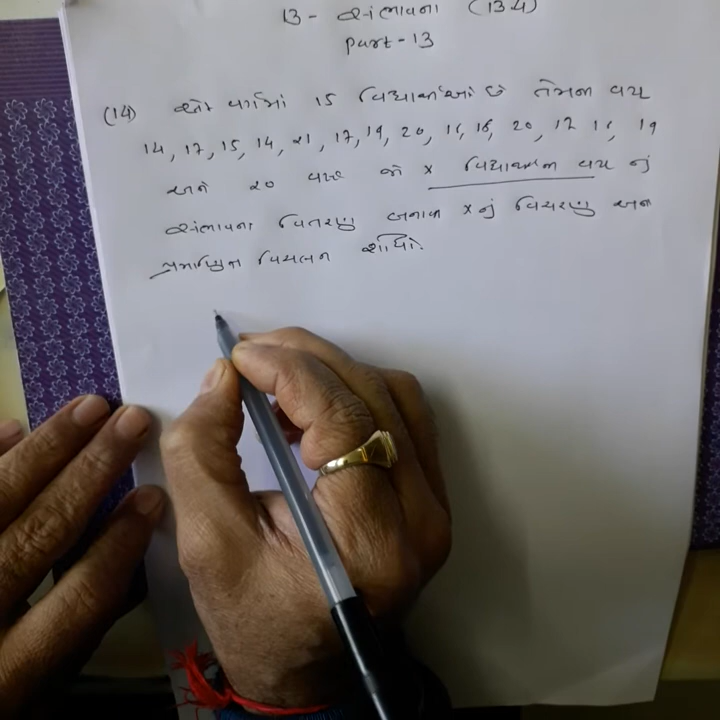 13 - સંભાવના (13.4)
part - 13
(14) એક વર્ગમાં 15 વિદ્યાર્થીઓ છે તેમના વય
14, 17, 15, 14, 21, 17, 19, 20, 16, 18, 20, 17 16, 19
અને 20 વર્ષ જો x વિદ્યાર્થીના વય નું
સંભાવના વિતરણ બનાવો x નું વિચરણ અને
પ્રમાણિત વિચલન શોધો.